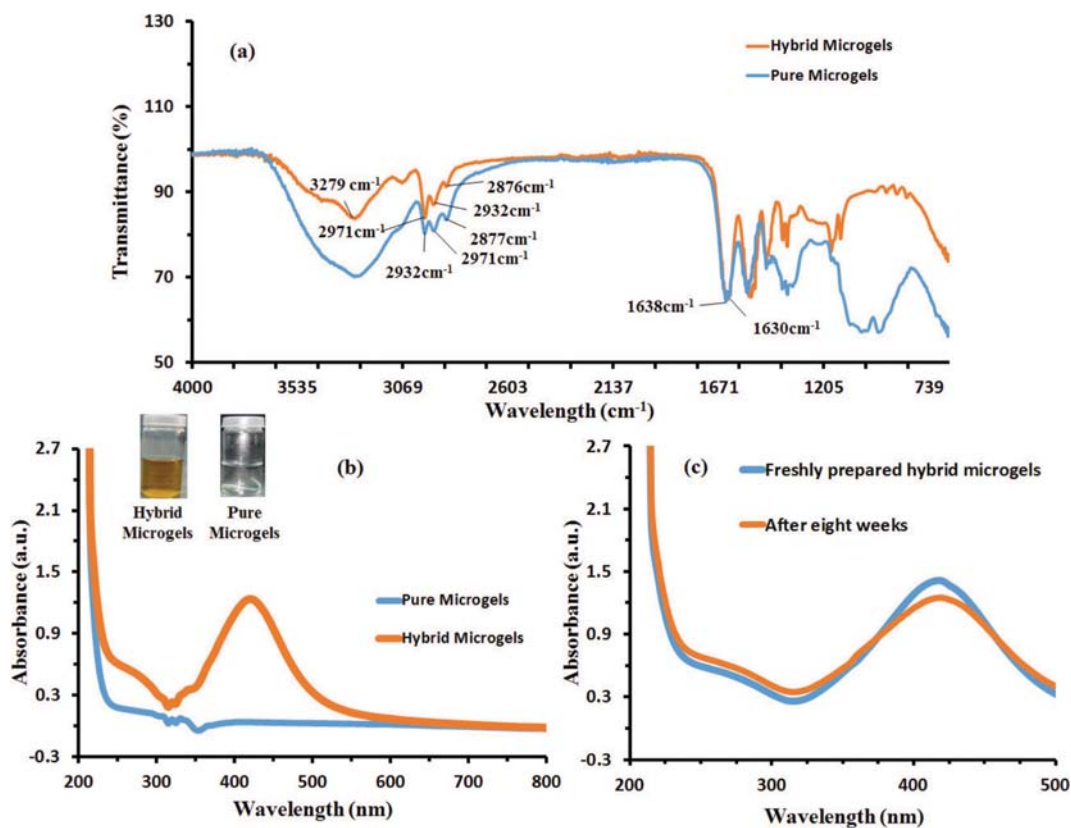 (a)
Hybrid Microgels
Pure Microgels
130
110
90
70
50
Transmittance (%)
3279 cm-1
2971cm-1
2932cm-1
2876cm-1
2932cm-1
2877cm-1
2971cm-1
1638cm-1
1630cm-1
4000 3535 3069 2603 2137 1671 1205 739
Wavelength (cm-1)
(b)
Hybrid
Microgels
Pure
Microgels
Pure Microgels
Hybrid Microgels
2.7
2.1
1.5
0.9
0.3
-0.3
Absorbance (a.u.)
200 300 400 500 600 700 800
Wavelength (nm)
(c)
Freshly prepared hybrid microgels
After eight weeks
2.7
2.1
1.5
0.9
0.3
-0.3
Absorbance (a.u.)
200 300 400 500
Wavelength (nm)